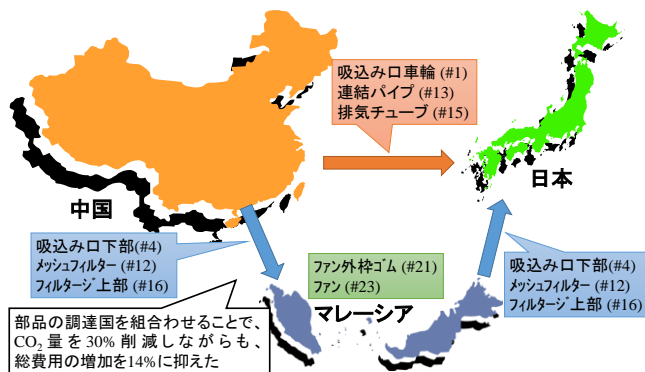 吸込み口車輪 (#1)
連結パイプ (#13)
排気チューブ (#15)
中国
日本
吸込み口下部(#4)
メッシュフィルター (#12)
フィルタージ上部 (#16)
ファン外枠ゴム (#21)
ファン (#23)
マレーシア
吸込み口下部(#4)
メッシュフィルター (#12)
フィルタージ上部 (#16)
部品の調達国を組合わせることで、
CO₂量を30%削減しながらも、
総費用の増加を14%に抑えた